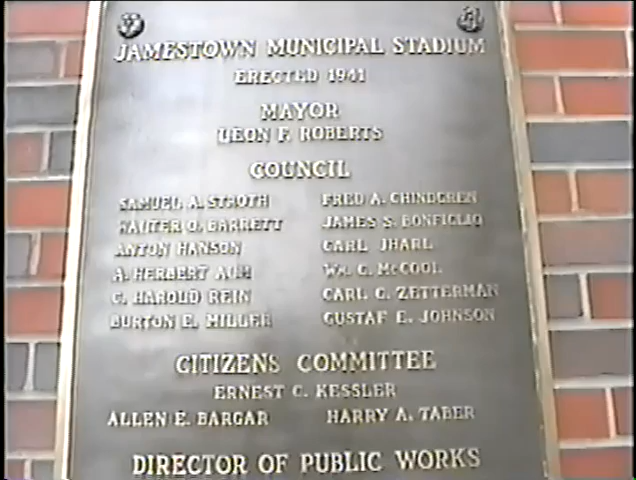 JAMESTOWN MUNICIPAL STADIUM
ERECTED 1941
MAYOR
LEON F. ROBERTS
COUNCIL
SAMUEL A. STROTH FRED A. CHINDGREN
WALTER O. BARRETT JAMES S. BONFIGLIO
ANTON HANSON CARL JHARL
A. HERBERT WM. C. MCCOOL
C. HAROLD REIN CARL C. ZETTERMAN
BURTON E. MILLER GUSTAF E. JOHNSON
CITIZENS COMMITTEE
ERNEST C. KESSLER
ALLEN E. BARGAR HARRY A. TABER
DIRECTOR OF PUBLIC WORKS